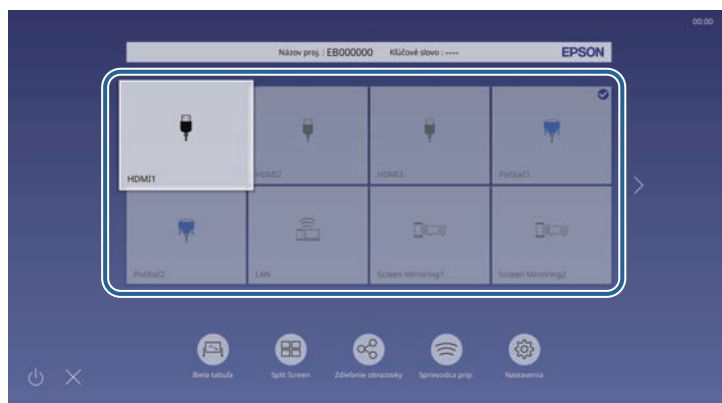 00:00
Názov proj. : EB000000 Kľúčové slovo : ---- EPSON
HDMI1 HDMI2 HDMI3 Počítač1
Počítač2 LAN Screen Mirroring1 Screen Mirroring2
Biela tabuľa Split Screen Zdieľanie obrazovky Sprievodca prip. Nastavenia